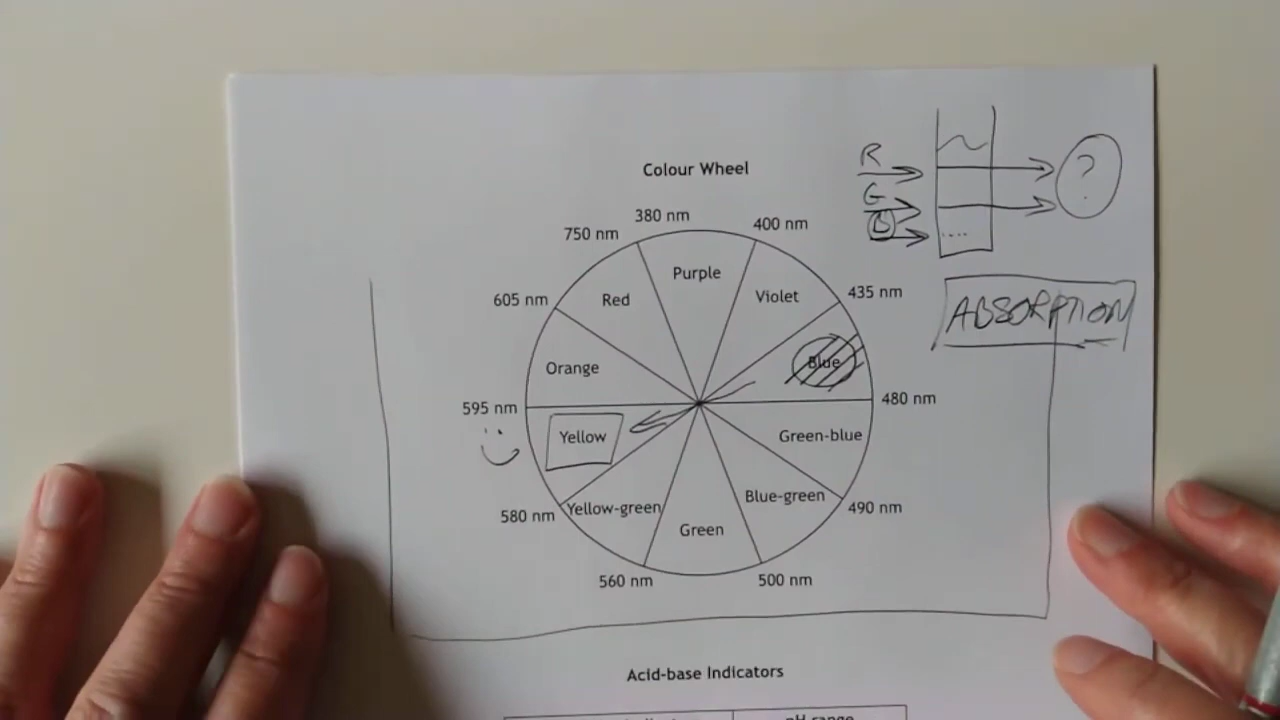 Colour Wheel
R
G
B
?
380 nm
750 nm
400 nm
Purple
Red
Violet
605 nm
435 nm
ABSORPTION
Orange
Blue
595 nm
480 nm
Yellow
Green-blue
Blue-green
580 nm
Yellow-green
490 nm
Green
560 nm
500 nm
Acid-base Indicators
pH range